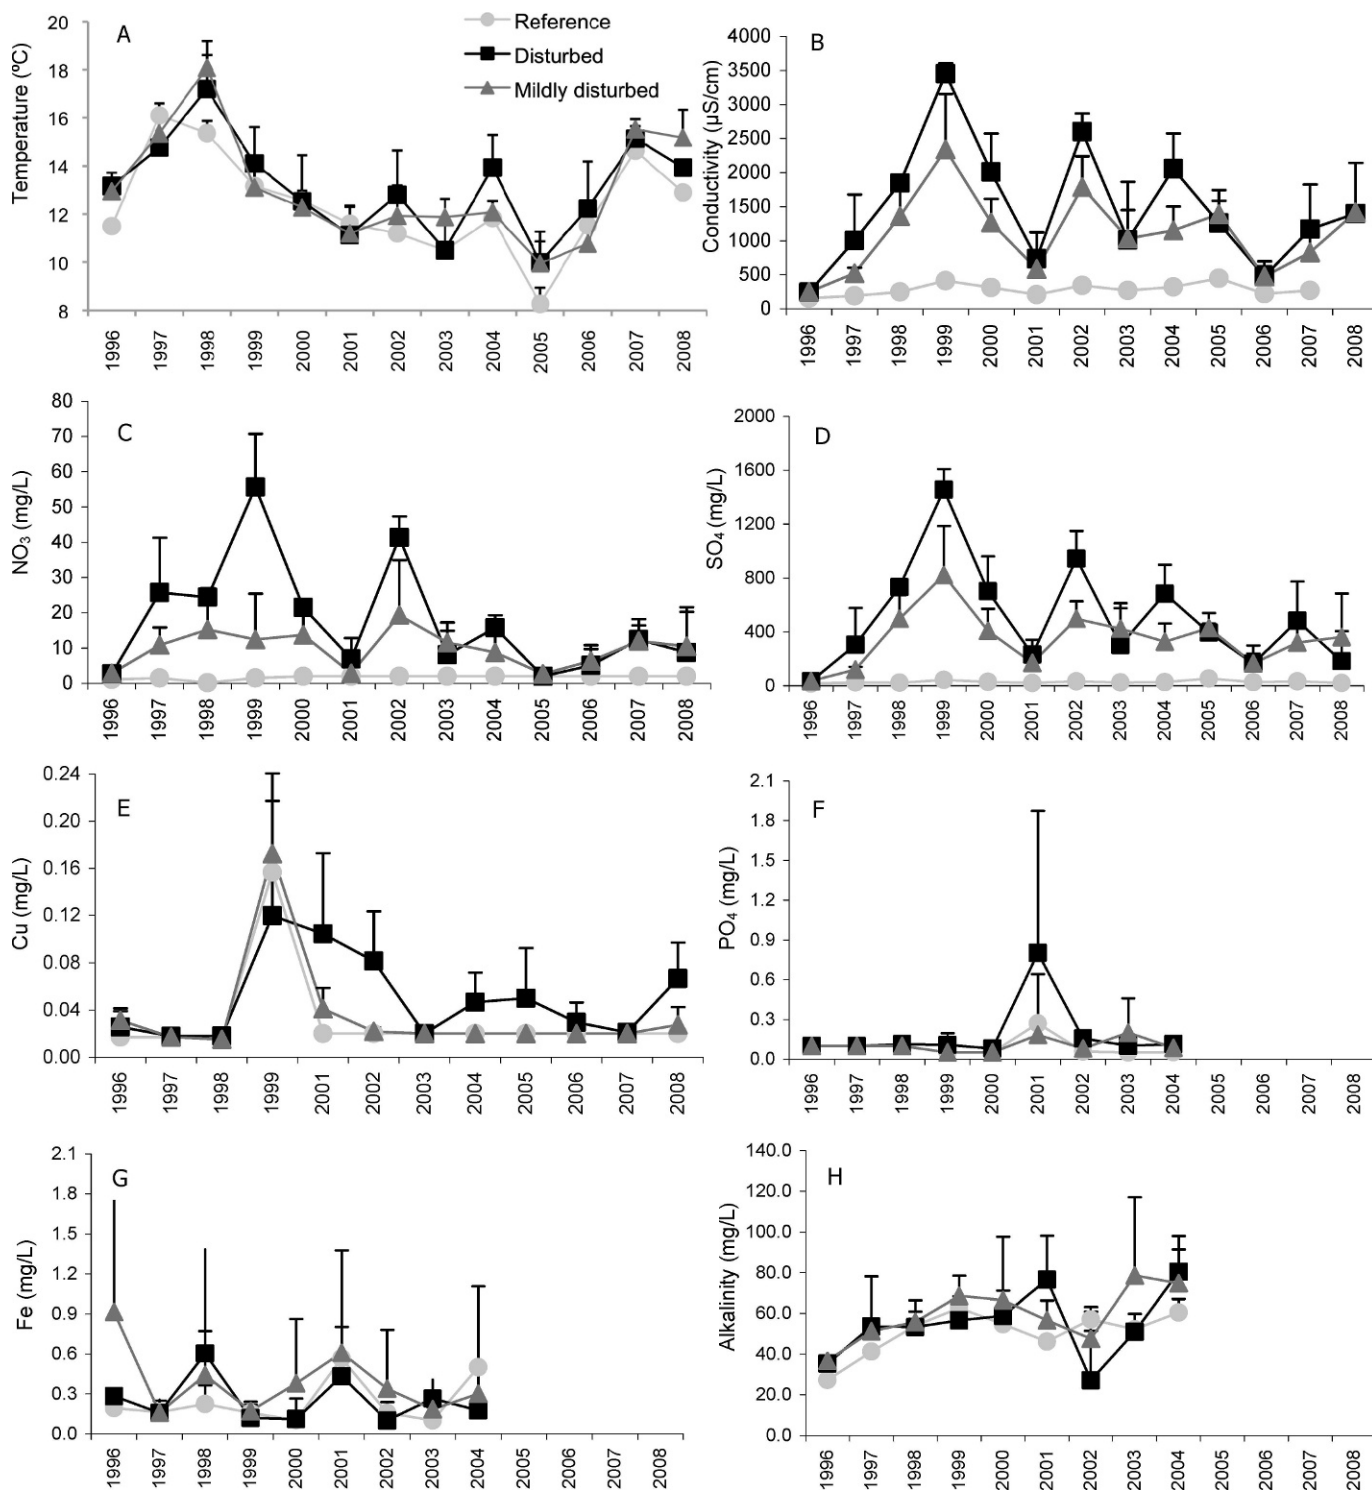 A
Reference
Disturbed
Mildly disturbed
Temperature (ºC)
20
18
16
14
12
10
8
1996 1997 1998 1999 2000 2001 2002 2003 2004 2005 2006 2007 2008
B
Conductivity (µS/cm)
4000
3500
3000
2500
2000
1500
1000
500
0
1996 1997 1998 1999 2000 2001 2002 2003 2004 2005 2006 2007 2008
C
NO3 (mg/L)
80
70
60
50
40
30
20
10
0
1996 1997 1998 1999 2000 2001 2002 2003 2004 2005 2006 2007 2008
D
SO4 (mg/L)
2000
1600
1200
800
400
0
1996 1997 1998 1999 2000 2001 2002 2003 2004 2005 2006 2007 2008
E
Cu (mg/L)
0.24
0.20
0.16
0.12
0.08
0.04
0.00
1996 1997 1998 1999 2001 2002 2003 2004 2005 2006 2007 2008
F
PO4 (mg/L)
2.1
1.8
1.5
1.2
0.9
0.6
0.3
0.0
1996 1997 1998 1999 2000 2001 2002 2003 2004 2005 2006 2007 2008
G
Fe (mg/L)
2.1
1.8
1.5
1.2
0.9
0.6
0.3
0.0
1996 1997 1998 1999 2000 2001 2002 2003 2004 2005 2006 2007 2008
H
Alkalinity (mg/L)
140.0
120.0
100.0
80.0
60.0
40.0
20.0
0.0
1996 1997 1998 1999 2000 2001 2002 2003 2004 2005 2006 2007 2008